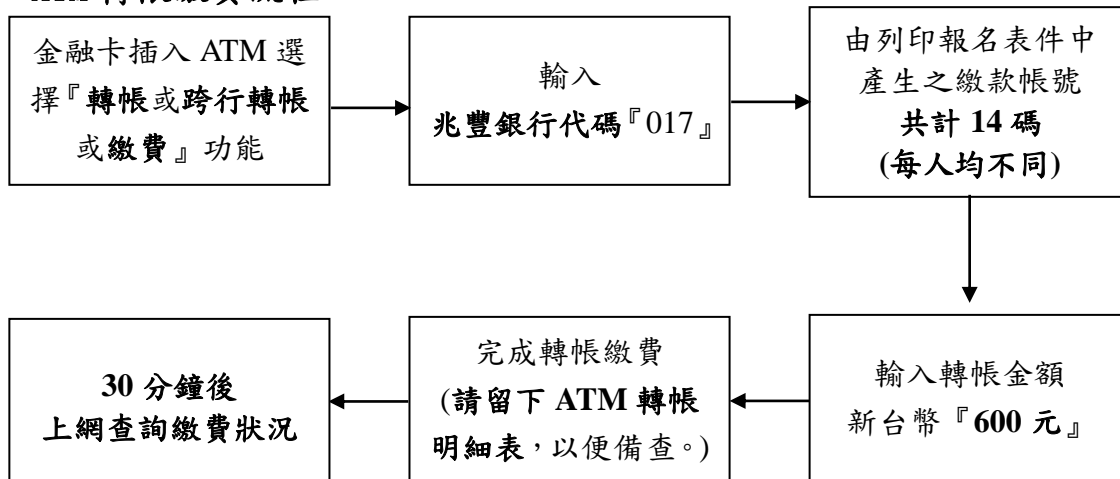 金融卡插入 ATM 選
擇『轉帳或跨行轉帳
或繳費』功能
輸入
兆豐銀行代碼『017』
由列印報名表件中
產生之繳款帳號
共計 14 碼
(每人均不同)
輸入轉帳金額
新台幣『600 元』
完成轉帳繳費
(請留下 ATM 轉帳
明細表，以便備查。)
30 分鐘後
上網查詢繳費狀況